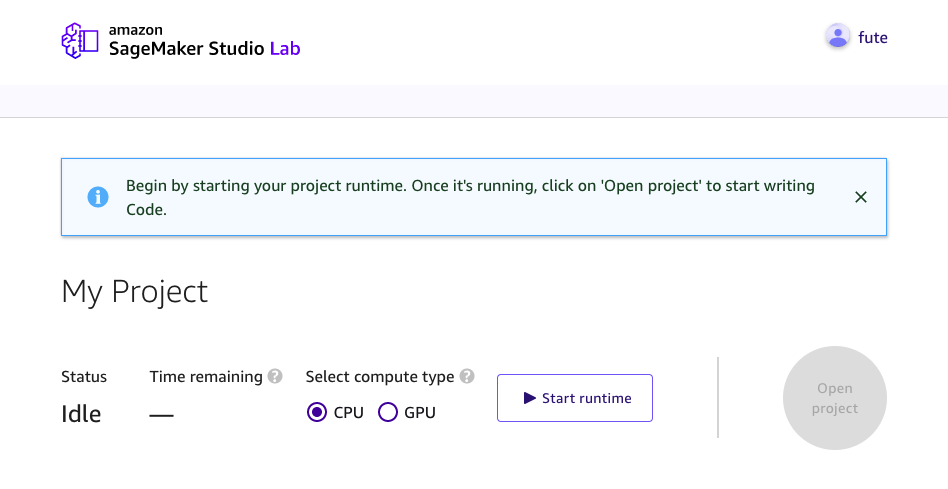 amazon
SageMaker Studio Lab
fute
Begin by starting your project runtime. Once it's running, click on 'Open project' to start writing
Code.
My Project
Status
Time remaining ?
Select compute type ?
Idle
—
CPU GPU
Start runtime
Open
project